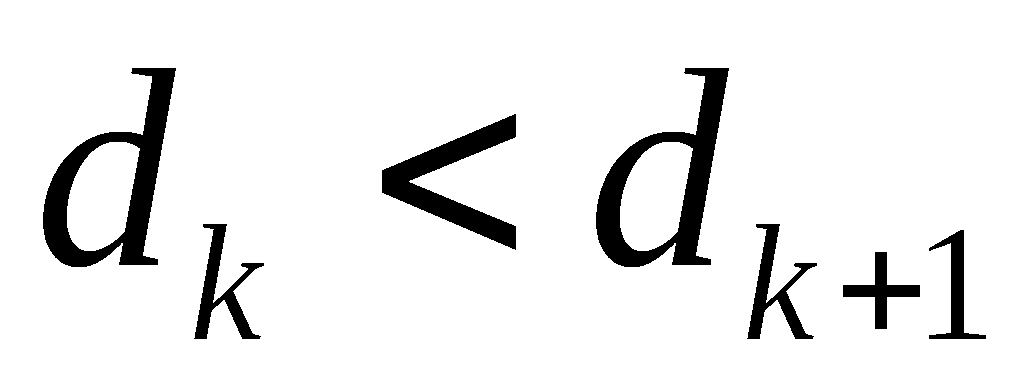 d_k < d_{k+1}